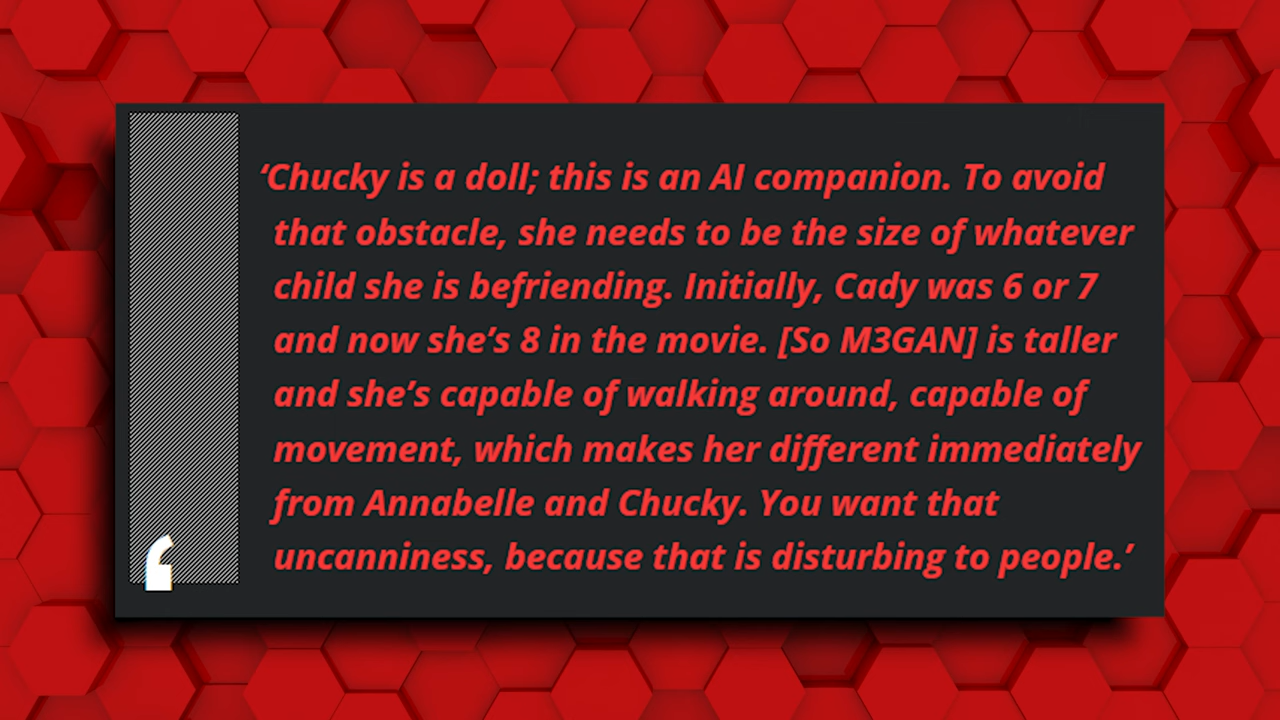 ‘Chucky is a doll; this is an AI companion. To avoid
that obstacle, she needs to be the size of whatever
child she is befriending. Initially, Cady was 6 or 7
and now she’s 8 in the movie. [So M3GAN] is taller
and she’s capable of walking around, capable of
movement, which makes her different immediately
from Annabelle and Chucky. You want that
uncanniness, because that is disturbing to people.’